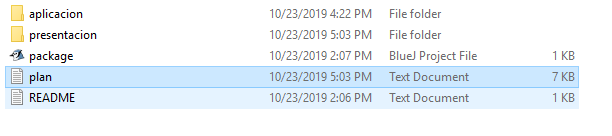 aplicacion 10/23/2019 4:22 PM File folder
presentacion 10/23/2019 5:03 PM File folder
package 10/23/2019 2:07 PM BlueJ Project File 1 KB
plan 10/23/2019 5:03 PM Text Document 7 KB
README 10/23/2019 2:06 PM Text Document 1 KB